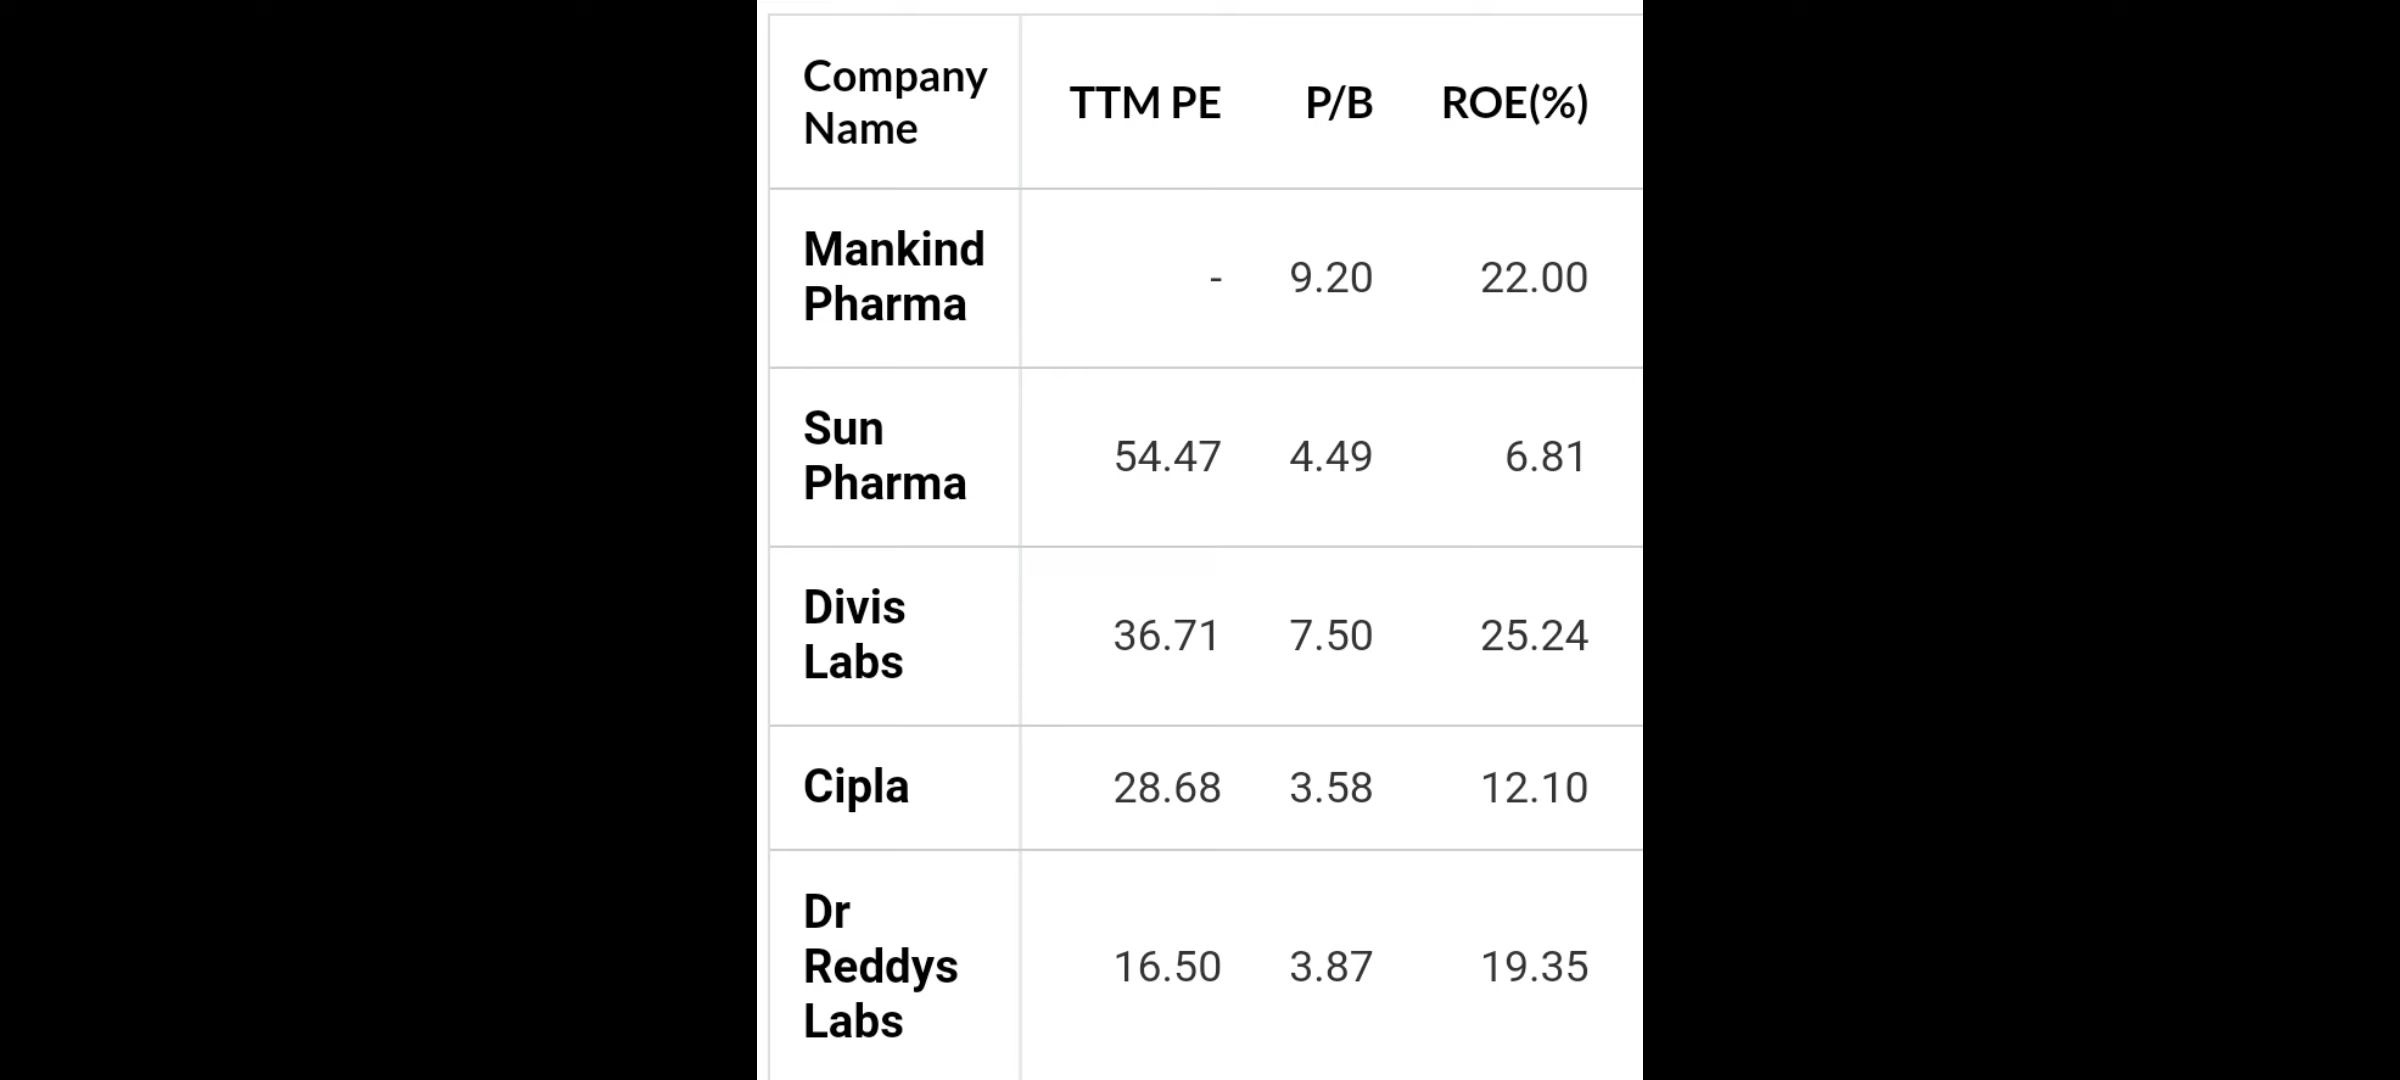 Company
Name
TTM PE P/B ROE(%)
Mankind
Pharma
- 9.20 22.00
Sun
Pharma
54.47 4.49 6.81
Divis
Labs
36.71 7.50 25.24
Cipla 28.68 3.58 12.10
Dr
Reddys
Labs
16.50 3.87 19.35